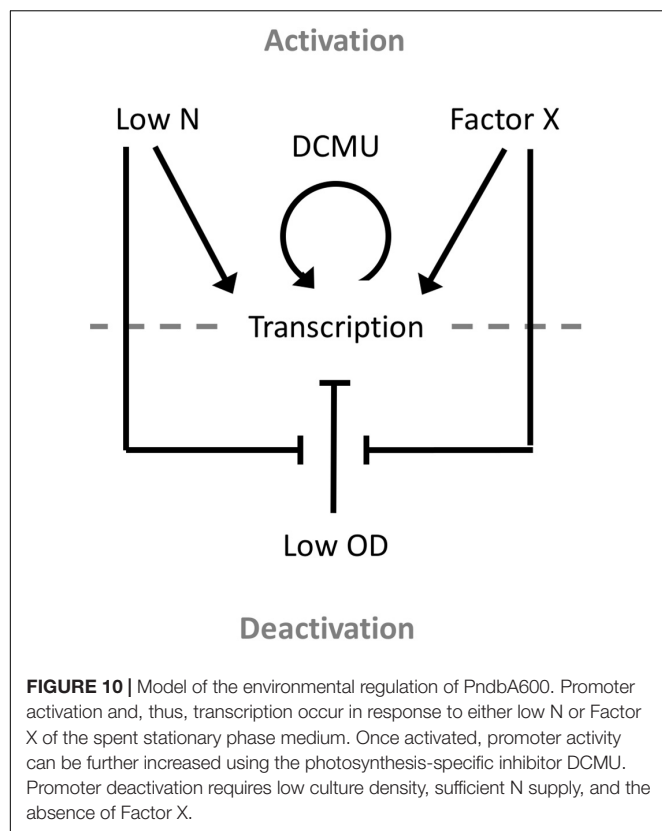 Activation
Low N
Factor X
DCMU
Transcription
Low OD
Deactivation
FIGURE 10 | Model of the environmental regulation of PndbA600. Promoter
activation and, thus, transcription occur in response to either low N or Factor
X of the spent stationary phase medium. Once activated, promoter activity
can be further increased using the photosynthesis-specific inhibitor DCMU.
Promoter deactivation requires low culture density, sufficient N supply, and the
absence of Factor X.